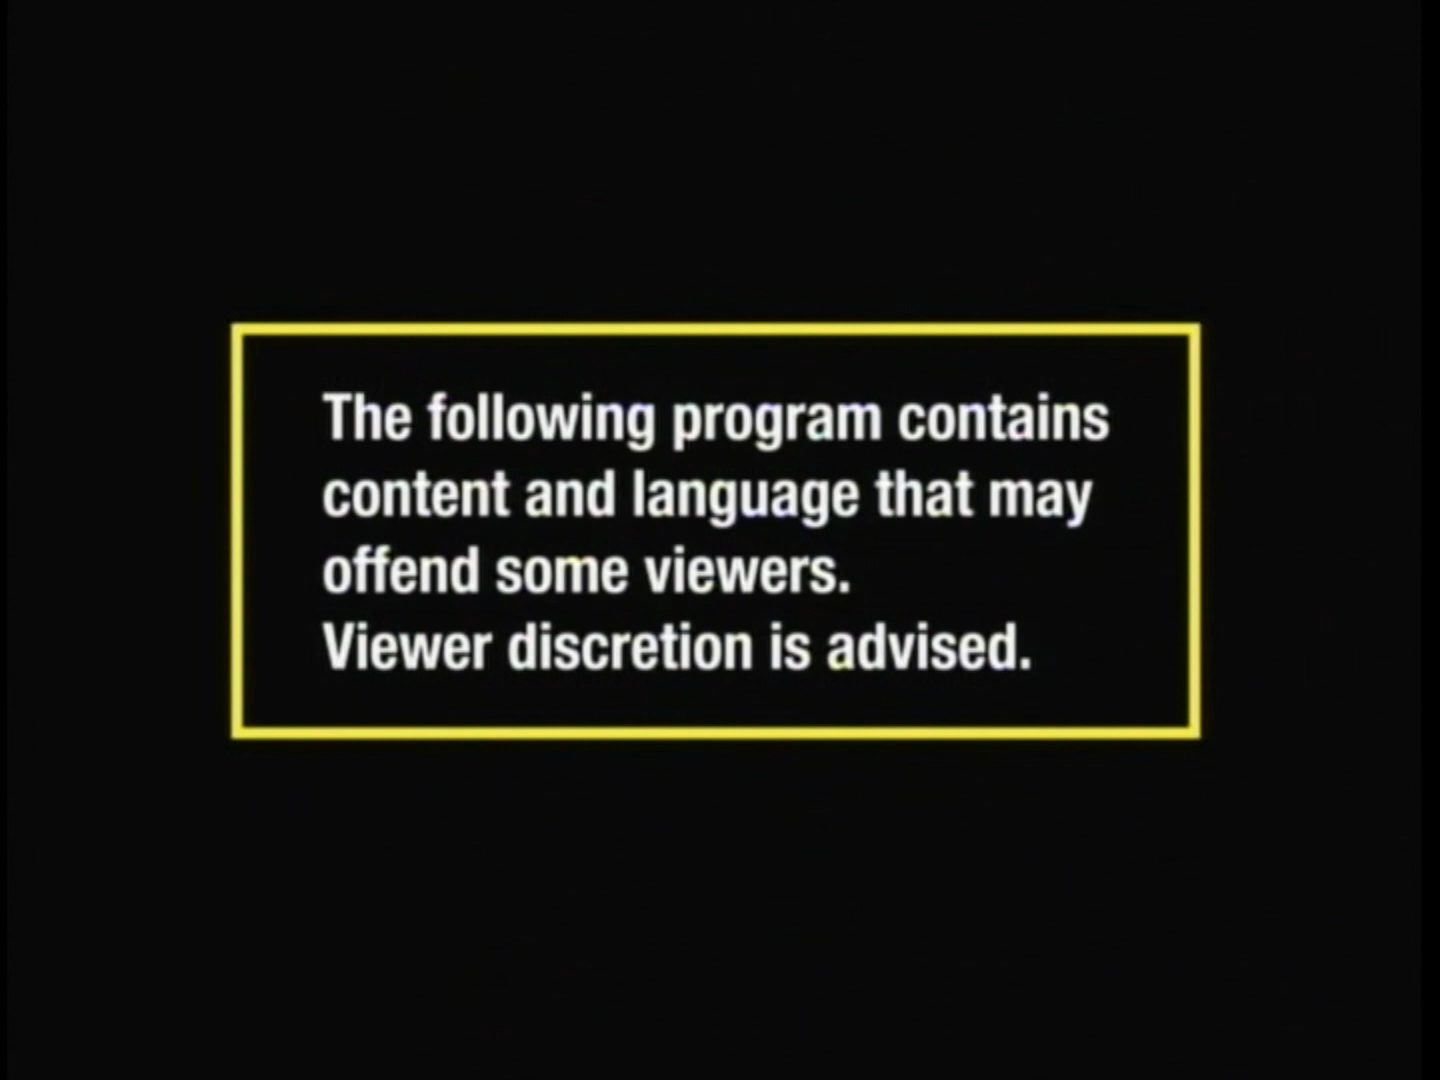 The following program contains
content and language that may
offend some viewers.
Viewer discretion is advised.